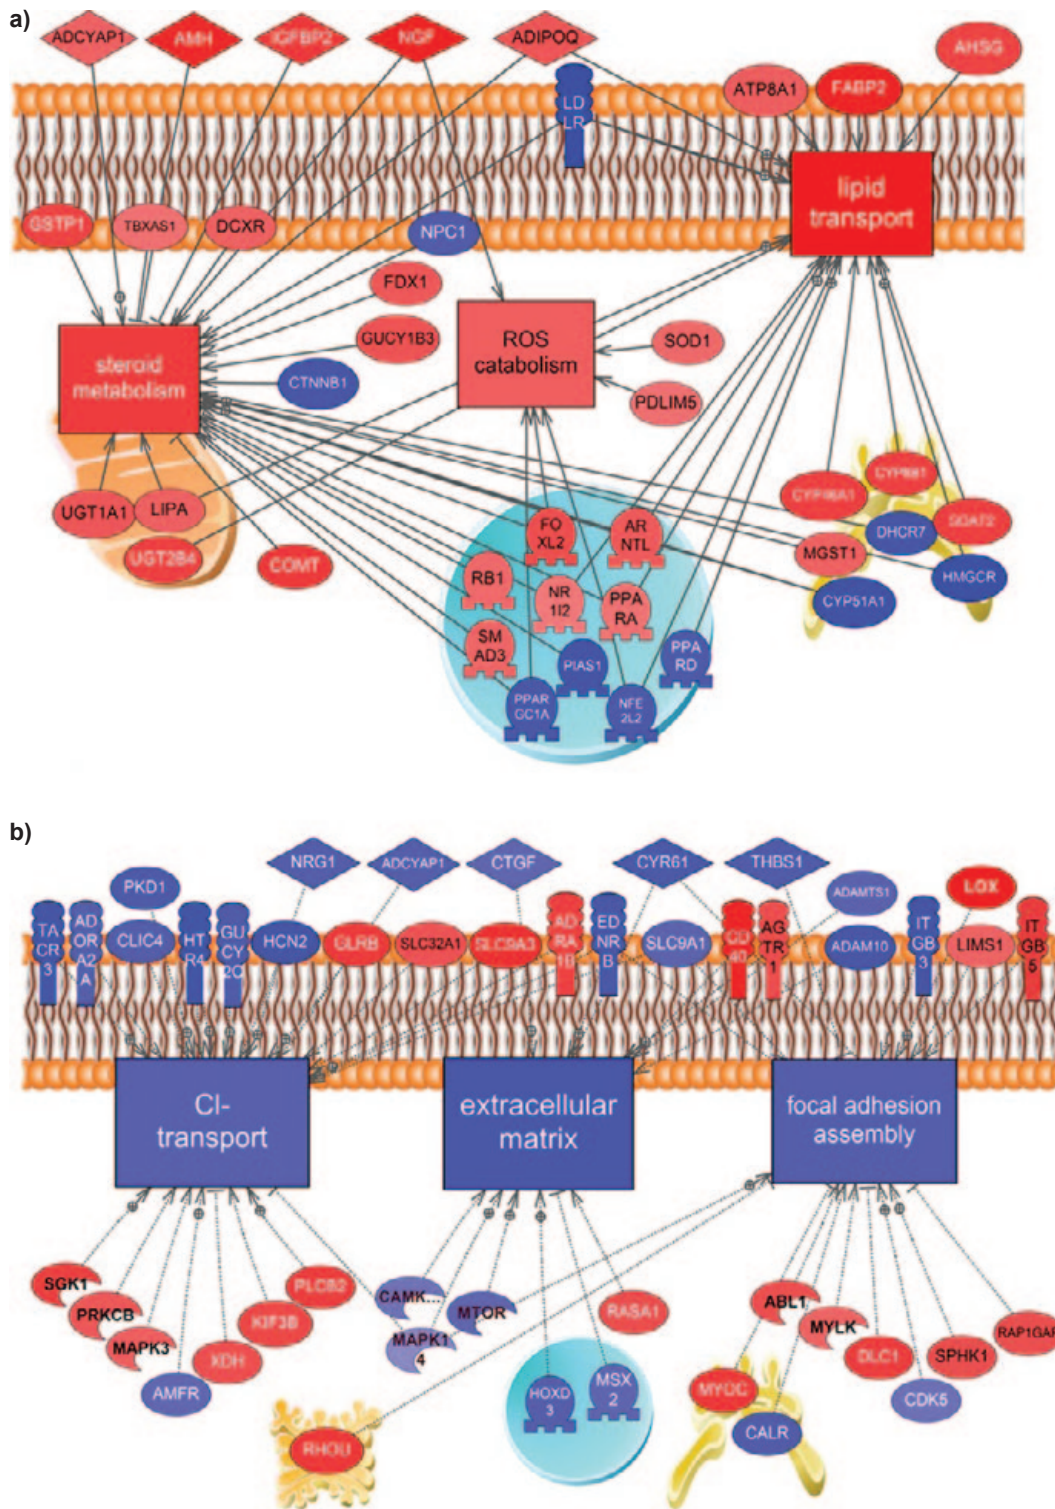 a)
ADCYAP1
AMH
IGFBP2
NGF
ADIPOQ
AHSG
LD
LR
ATP8A1
FABP2
lipid
transport
GSTP1
TBXAS1
DCXR
NPC1
FDX1
GUCY1B3
CTNNB1
steroid
metabolism
ROS
catabolism
SOD1
PDLIM5
UGT1A1
LIPA
UGT2B4
COMT
FO
XL2
AR
NTL
RB1
NR
1I2
PPA
RA
SM
AD3
PIAS1
PPA
RD
PPAR
GC1A
NFE
2L2
DHCR7
SOAT2
MGST1
HMGCR
CYP51A1
b)
NRG1
ADCYAP1
CTGF
CYR61
THBS1
PKD1
ADAMTS1
LOX
TA
CR
3
AD
OR
A2
A
CLIC4
HT
R4
GU
CY
2C
HCN2
GLRB
SLC32A1
SLC9A3
AD
RA
1B
ED
NR
B
SLC9A1
CD
40
AG
TR
1
ADAM10
IT
GB
3
LIMS1
IT
GB
5
Cl-
transport
extracellular
matrix
focal adhesion
assembly
SGK1
PRKCB
MAPK3
AMFR
XDH
KIF3B
PLCB2
CAMK...
MAPK1
4
MTOR
RASA1
HOXD
3
MSX
2
RHOU
ABL1
MYLK
DLC1
CDK5
SPHK1
RAP1GAP
MYOC
CALR